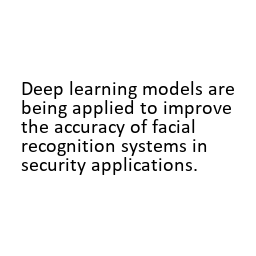 Deep learning models are
being applied to improve
the accuracy of facial
recognition systems in
security applications.